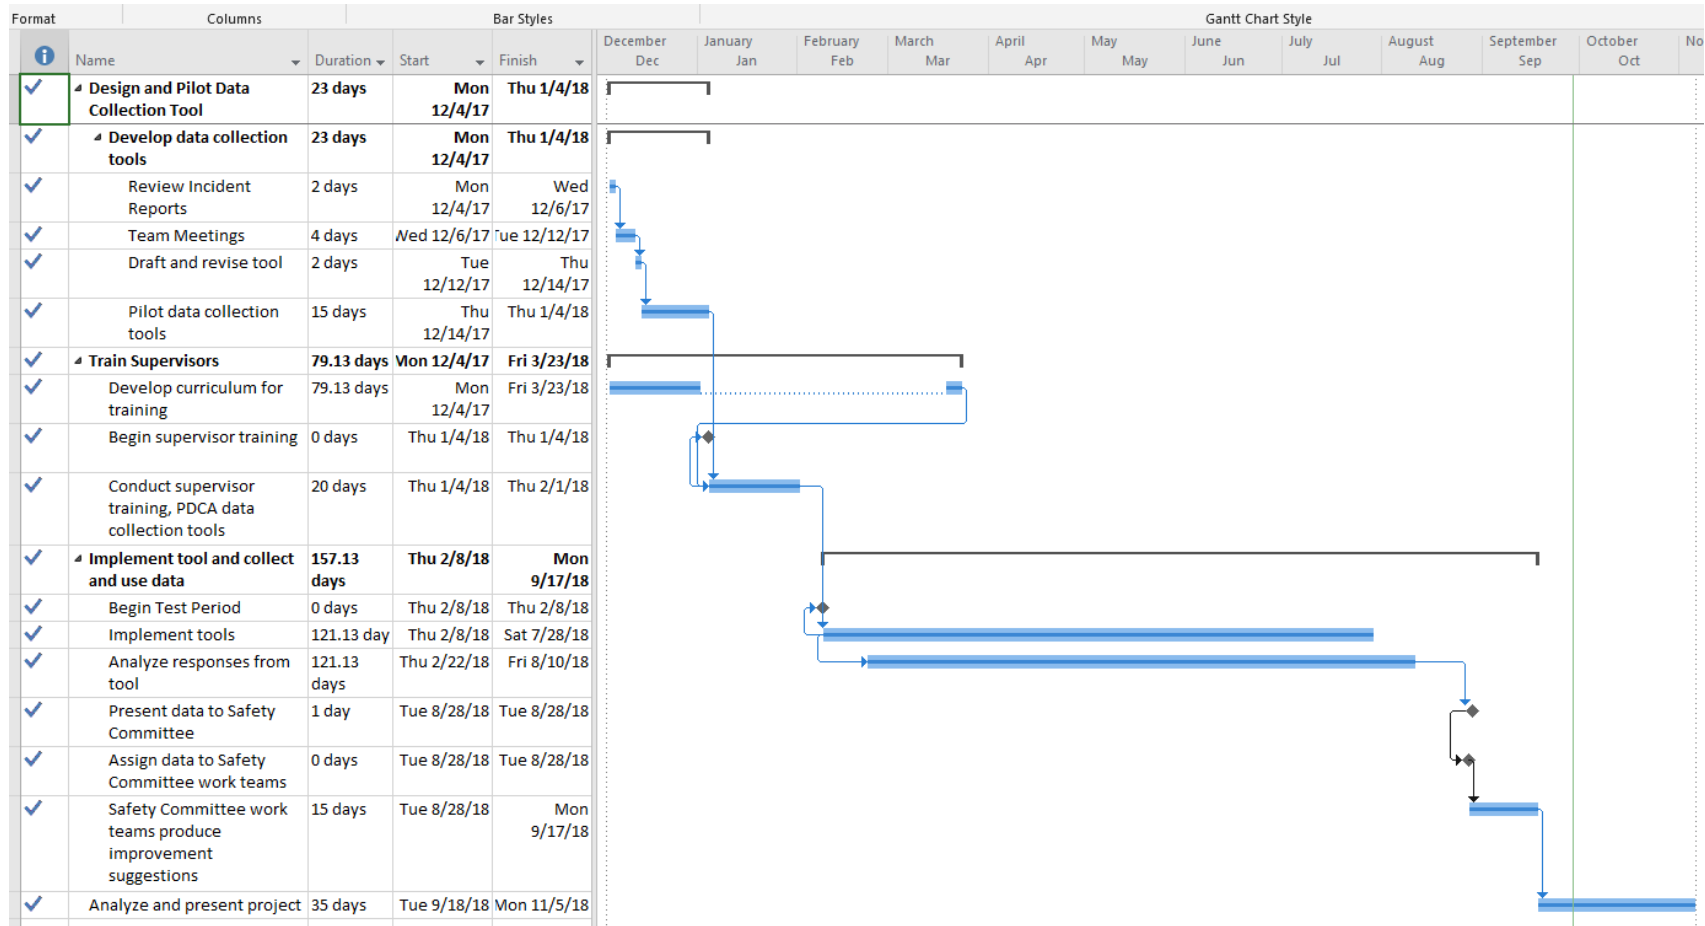 Format Columns Bar Styles Gantt Chart Style
December January February March April May June July August September October No
Name Duration Start Finish Dec Jan Feb Mar Apr May Jun Jul Aug Sep Oct
Design and Pilot Data 23 days Mon Thu 1/4/18
Collection Tool 12/4/17
Develop data collection 23 days Mon Thu 1/4/18
tools 12/4/17
Review Incident 2 days Mon Wed
Reports 12/4/17 12/6/17
Team Meetings 4 days Wed 12/6/17 Tue 12/12/17
Draft and revise tool 2 days Tue Thu
12/12/17 12/14/17
Pilot data collection 15 days Thu Thu 1/4/18
tools 12/14/17
Train Supervisors 79.13 days Mon 12/4/17 Fri 3/23/18
Develop curriculum for 79.13 days Mon Fri 3/23/18
training 12/4/17
Begin supervisor training 0 days Thu 1/4/18 Thu 1/4/18
Conduct supervisor 20 days Thu 1/4/18 Thu 2/1/18
training, PDCA data
collection tools
Implement tool and collect 157.13 Thu 2/8/18 Mon
and use data days 9/17/18
Begin Test Period 0 days Thu 2/8/18 Thu 2/8/18
Implement tools 121.13 day Thu 2/8/18 Sat 7/28/18
Analyze responses from 121.13 Thu 2/22/18 Fri 8/10/18
tool days
Present data to Safety 1 day Tue 8/28/18 Tue 8/28/18
Committee
Assign data to Safety 0 days Tue 8/28/18 Tue 8/28/18
Committee work teams
Safety Committee work 15 days Tue 8/28/18 Mon
teams produce 9/17/18
improvement
suggestions
Analyze and present project 35 days Tue 9/18/18 Mon 11/5/18